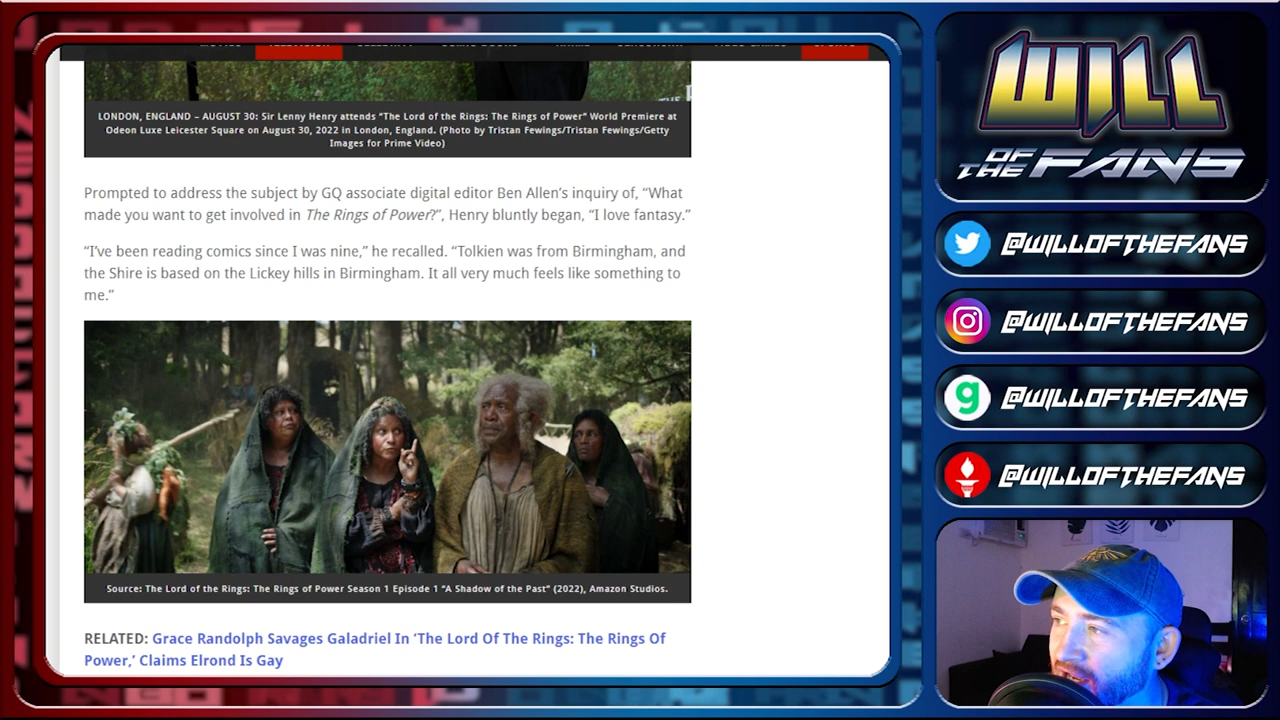 LONDON, ENGLAND – AUGUST 30: Sir Lenny Henry attends "The Lord of the Rings: The Rings of Power" World Premiere at
Odeon Luxe Leicester Square on August 30, 2022 in London, England. (Photo by Tristan Fewings/Tristan Fewings/Getty
Images for Prime Video)
Prompted to address the subject by GQ associate digital editor Ben Allen's inquiry of, "What
made you want to get involved in The Rings of Power?", Henry bluntly began, "I love fantasy."
"I've been reading comics since I was nine," he recalled. "Tolkien was from Birmingham, and
the Shire is based on the Lickey hills in Birmingham. It all very much feels like something to
me."
Source: The Lord of the Rings: The Rings of Power Season 1 Episode 1 "A Shadow of the Past" (2022), Amazon Studios.
RELATED: Grace Randolph Savages Galadriel In 'The Lord Of The Rings: The Rings Of
Power,' Claims Elrond Is Gay
WILL
OF THE FANS
@WILLOFTHEFANS
@WILLOFTHEFANS
g @WILLOFTHEFANS
@WILLOFTHEFANS